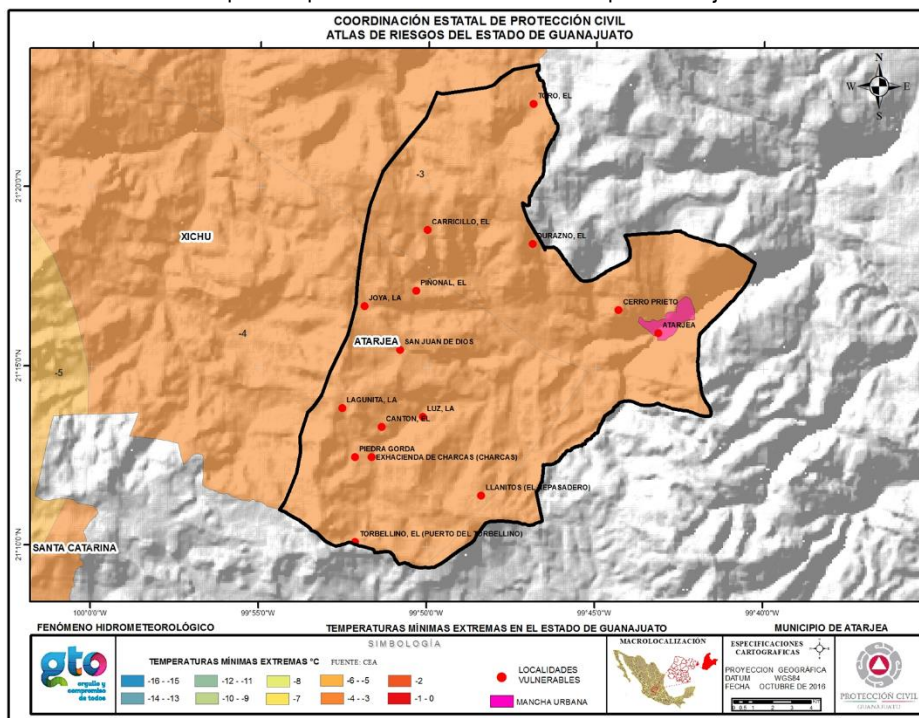 COORDINACIÓN ESTATAL DE PROTECCIÓN CIVIL
ATLAS DE RIESGOS DEL ESTADO DE GUANAJUATO
N
W E
S
TORO, EL
-3
21°20'0"N
CARRICILLO, EL
XICHU
DURAZNO, EL
PIÑONAL, EL
JOYA, LA
CERRO PRIETO
-4
ATARJEA
ATARJEA
SAN JUAN DE DIOS
21°15'0"N
-5
LAGUNITA, LA
LUZ, LA
CANTON, EL
PIEDRA GORDA
EXHACIENDA DE CHARCAS (CHARCAS)
LLANITOS (EL REPASADERO)
TORBELLINO, EL (PUERTO DEL TORBELLINO)
SANTA CATARINA
21°10'0"N
100°0'0"W 99°55'0"W 99°50'0"W 99°45'0"W 99°40'0"W
FENÓMENO HIDROMETEOROLÓGICO TEMPERATURAS MÍNIMAS EXTREMAS EN EL ESTADO DE GUANAJUATO MUNICIPIO DE ATARJEA
gto
orgullo y
compromiso
de todos
SIMBOLOGÍA
TEMPERATURAS MÍNIMAS EXTREMAS °C FUENTE: CEA
-16 - -15 -12 - -11 -8 -6 - -5 -2
-14 - -13 -10 - -9 -7 -4 - -3 -1 - 0
LOCALIDADES
VULNERABLES
MANCHA URBANA
MACROLOCALIZACIÓN
ESPECIFICACIONES
CARTOGRAFICAS
PROYECCION GEOGRÁFICA
DATUM WGS84
FECHA OCTUBRE DE 2016
PROTECCIÓN CIVIL
GUANAJUATO